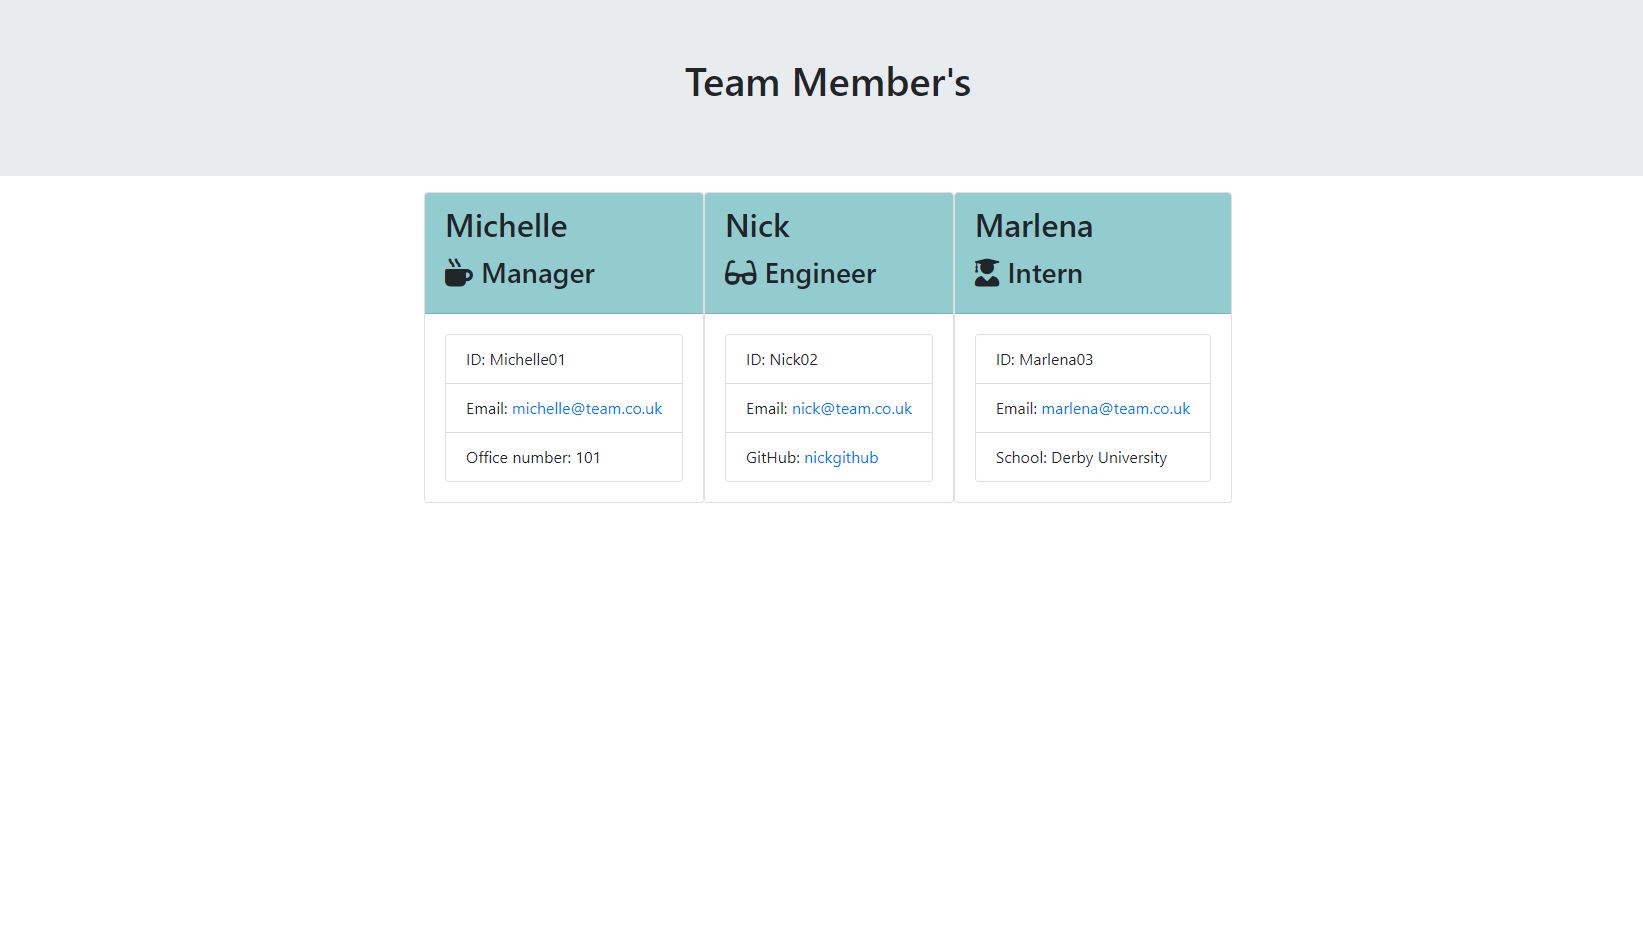 Team Member's
Michelle
Manager
ID: Michelle01
Email: michelle@team.co.uk
Office number: 101
Nick
Engineer
ID: Nick02
Email: nick@team.co.uk
GitHub: nickgithub
Marlena
Intern
ID: Marlena03
Email: marlena@team.co.uk
School: Derby University